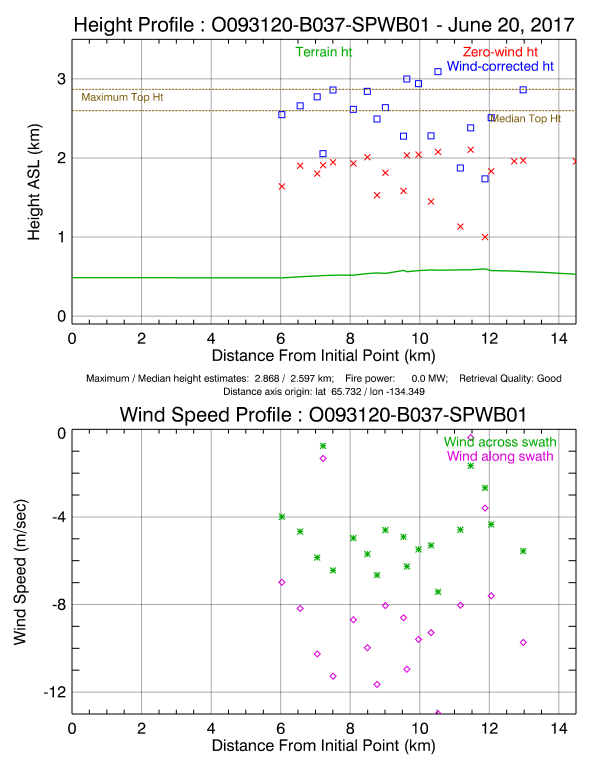 Height Profile : O093120-B037-SPWB01 - June 20, 2017
Terrain ht
Zero-wind ht
Wind-corrected ht
Maximum Top Ht
Median Top Ht
Height ASL (km)
3
2
1
0
0 2 4 6 8 10 12 14
Distance From Initial Point (km)
Maximum / Median height estimates: 2.868 / 2.597 km; Fire power: 0.0 MW; Retrieval Quality: Good
Distance axis origin: lat 65.732 / lon -134.349
Wind Speed Profile : O093120-B037-SPWB01
Wind across swath
Wind along swath
Wind Speed (m/sec)
0
-4
-8
-12
0 2 4 6 8 10 12 14
Distance From Initial Point (km)